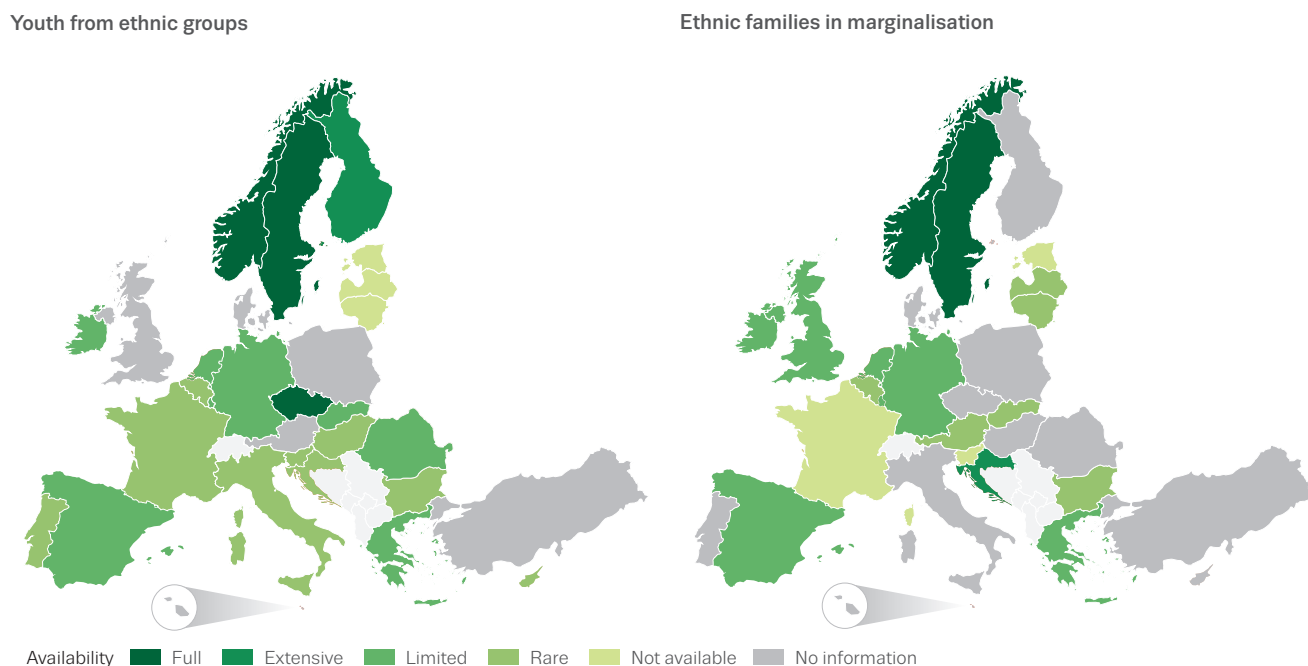 Youth from ethnic groups
Ethnic families in marginalisation
Availability Full Extensive Limited Rare Not available No information